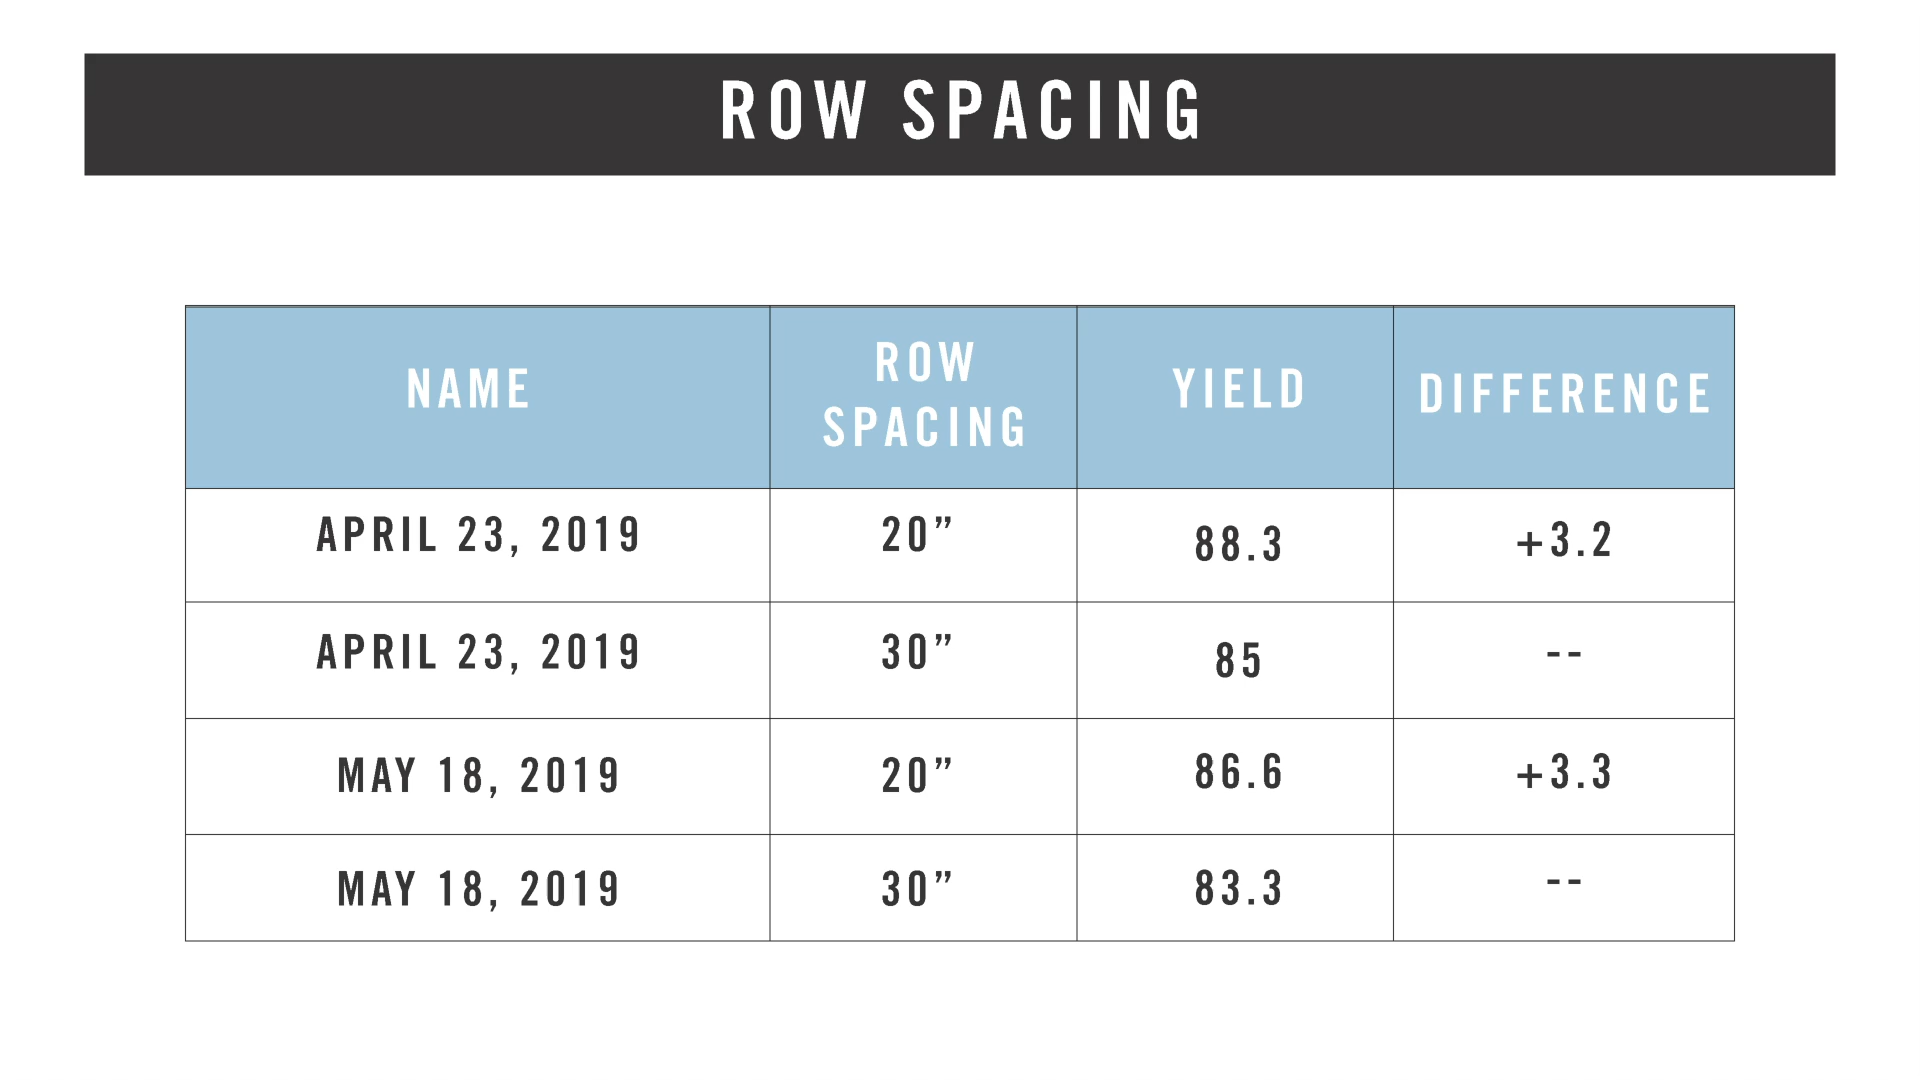 ROW SPACING
NAME
ROW
SPACING
YIELD
DIFFERENCE
APRIL 23, 2019
20”
88.3
+3.2
APRIL 23, 2019
30”
85
--
MAY 18, 2019
20”
86.6
+3.3
MAY 18, 2019
30”
83.3
--